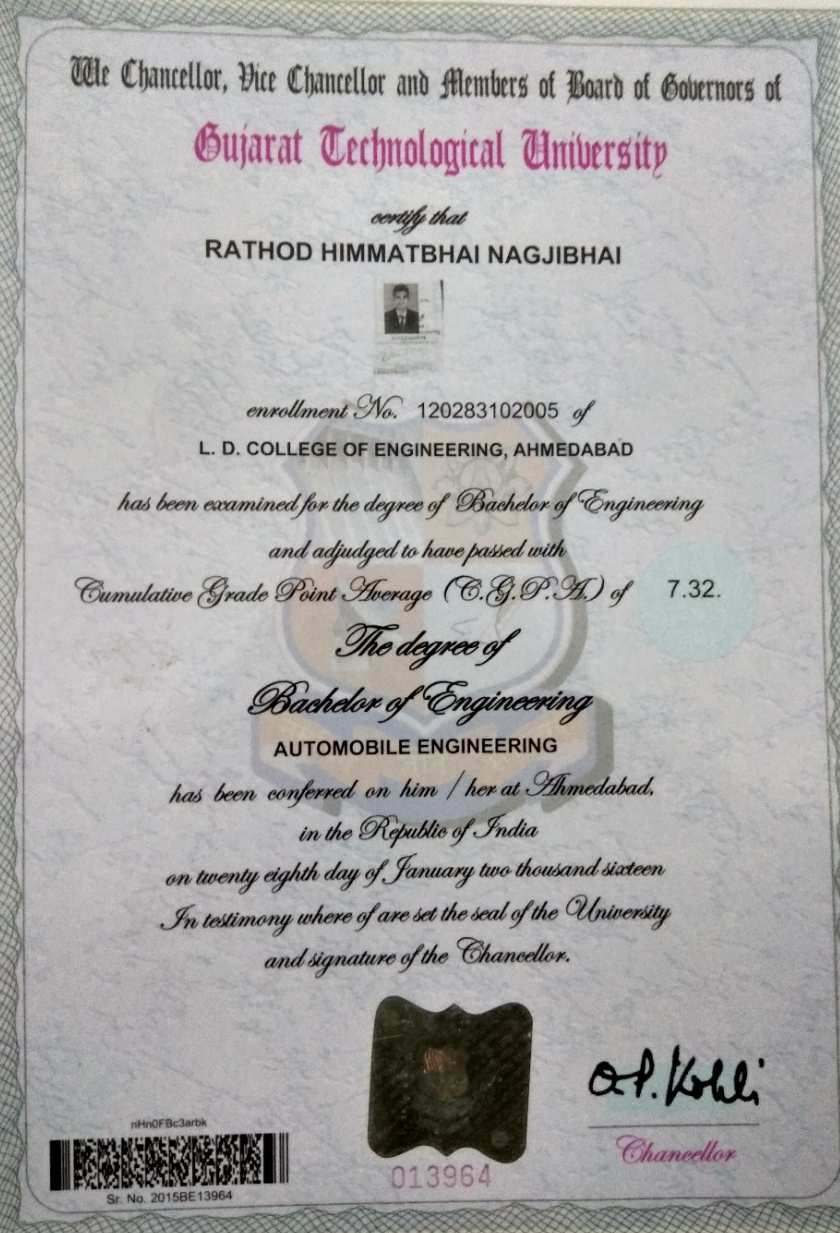 We Chancellor, Vice Chancellor and Members of Board of Governors of
Gujarat Technological University
certify that
RATHOD HIMMATBHAI NAGJIBHAI
enrollment No. 120283102005 of
L. D. COLLEGE OF ENGINEERING, AHMEDABAD
has been examined for the degree of Bachelor of Engineering
and adjudged to have passed with
Cumulative Grade Point Average (C.G.P.A.) of 7.32.
The degree of
Bachelor of Engineering
AUTOMOBILE ENGINEERING
has been conferred on him / her at Ahmedabad,
in the Republic of India
on twenty eighth day of January two thousand sixteen
In testimony where of are set the seal of the University
and signature of the Chancellor.
O.P. Kohli
nHn0FBc3arbk
Chancellor
013964
Sr. No. 2015BE13964